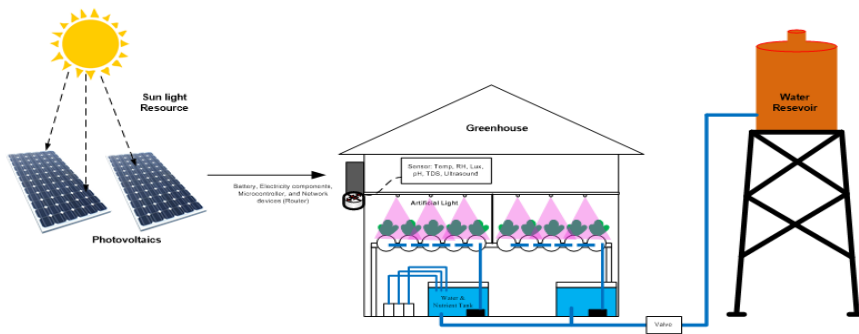 Sun light
Resource
Photovoltaics
Battery, Electricity components,
Microcontroller, and Network
devices (Router)
Greenhouse
Sensor: Temp, RH, Lux,
pH, TDS, Ultrasound
Artificial Light
Water &
Nutrient Tank
Valve
Water
Resevoir